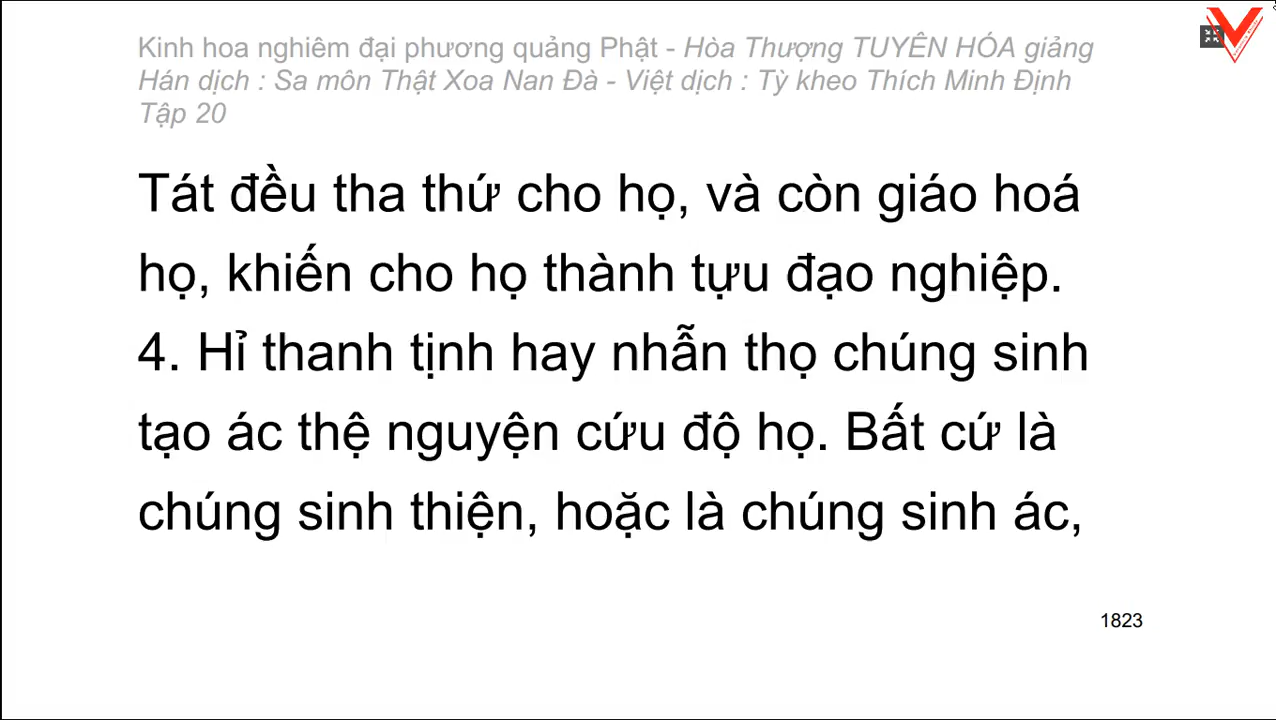 Kinh hoa nghiêm đại phương quảng Phật - Hòa Thượng TUYÊN HÓA giảng
Hán dịch : Sa môn Thật Xoa Nan Đà - Việt dịch : Tỳ kheo Thích Minh Định
Tập 20
Tát đều tha thứ cho họ, và còn giáo hoá
họ, khiến cho họ thành tựu đạo nghiệp.
4. Hỉ thanh tịnh hay nhẫn thọ chúng sinh
tạo ác thệ nguyện cứu độ họ. Bất cứ là
chúng sinh thiện, hoặc là chúng sinh ác,
1823